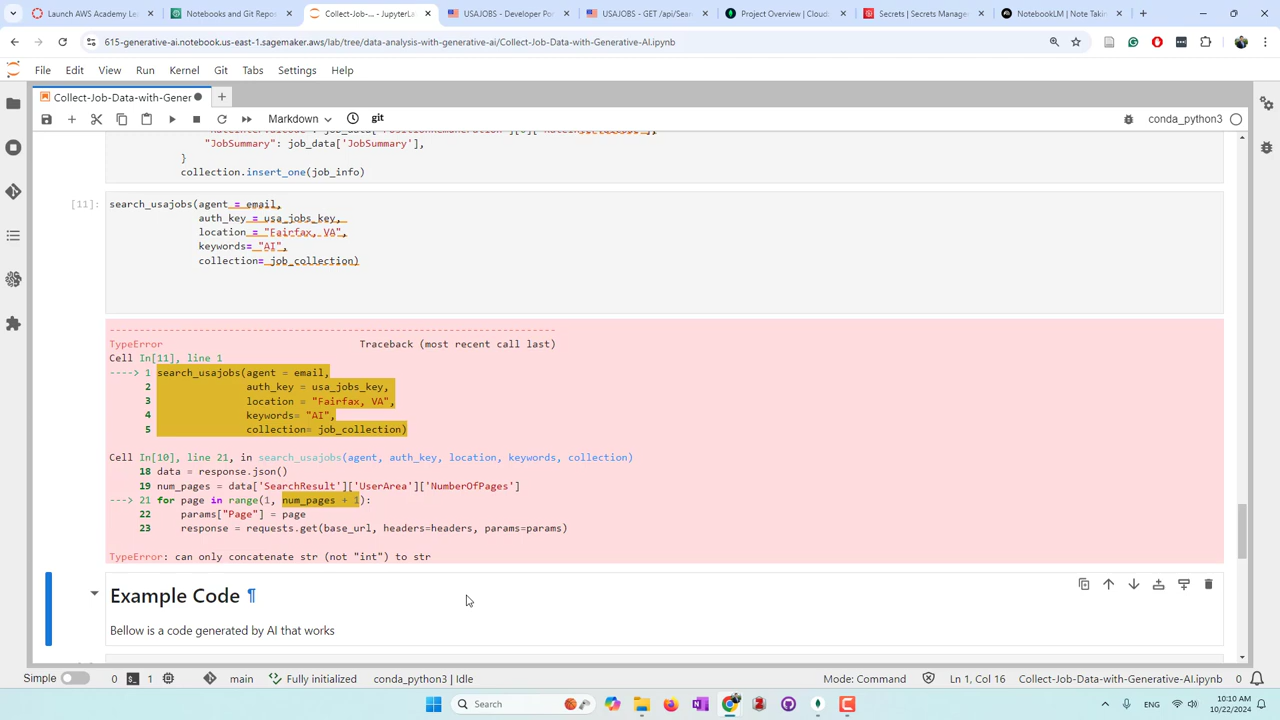 Launch AWS Academy Le
Notebooks and Git Repos
Collect-Job-... - JupyterLa
USAJOBS - Developer Po
USAJOBS - GET /api/Sear
Project Overview | Cloud:
Secrets | Secrets Manage
NotebookLM | Note Takin
615-generative-ai.notebook.us-east-1.sagemaker.aws/lab/tree/data-analysis-with-generative-ai/Collect-Job-Data-with-Generative-AI.ipynb
File Edit View Run Kernel Git Tabs Settings Help
Collect-Job-Data-with-Gener
Markdown
git
conda_python3
"JobSummary": job_data['JobSummary'],
}
collection.insert_one(job_info)
[11]: search_usajobs(agent = email,
auth_key = usa_jobs_key,
location = "Fairfax, VA",
keywords= "AI",
collection= job_collection)
---------------------------------------------------------------------------
TypeError Traceback (most recent call last)
Cell In[11], line 1
----> 1 search_usajobs(agent = email,
2 auth_key = usa_jobs_key,
3 location = "Fairfax, VA",
4 keywords= "AI",
5 collection= job_collection)
Cell In[10], line 21, in search_usajobs(agent, auth_key, location, keywords, collection)
18 data = response.json()
19 num_pages = data['SearchResult']['UserArea']['NumberOfPages']
---> 21 for page in range(1, num_pages + 1):
22 params["Page"] = page
23 response = requests.get(base_url, headers=headers, params=params)
TypeError: can only concatenate str (not "int") to str
Example Code ¶
Bellow is a code generated by AI that works
Simple 0 1 main Fully initialized conda_python3 | Idle Mode: Command Ln 1, Col 16 Collect-Job-Data-with-Generative-AI.ipynb 0
Search
ENG
10:10 AM
10/22/2024